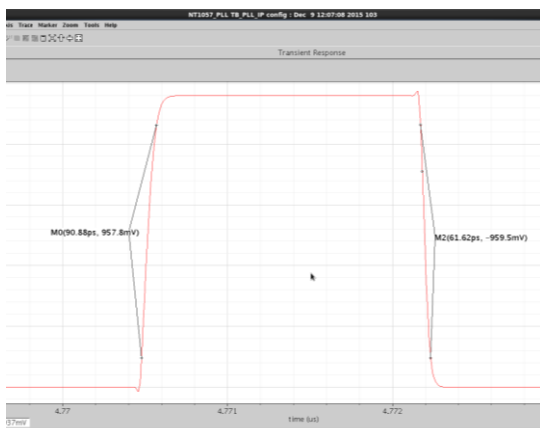 NT1057_PLL TB_PLL_IP config : Dec 9 12:07:08 2015 103
Trace Marker Zoom Tools Help
Transient Response
M0(90.88ps, 957.8mV)
M2(61.62ps, -959.5mV)
4.77
4.771
4.772
time (us)
37mV